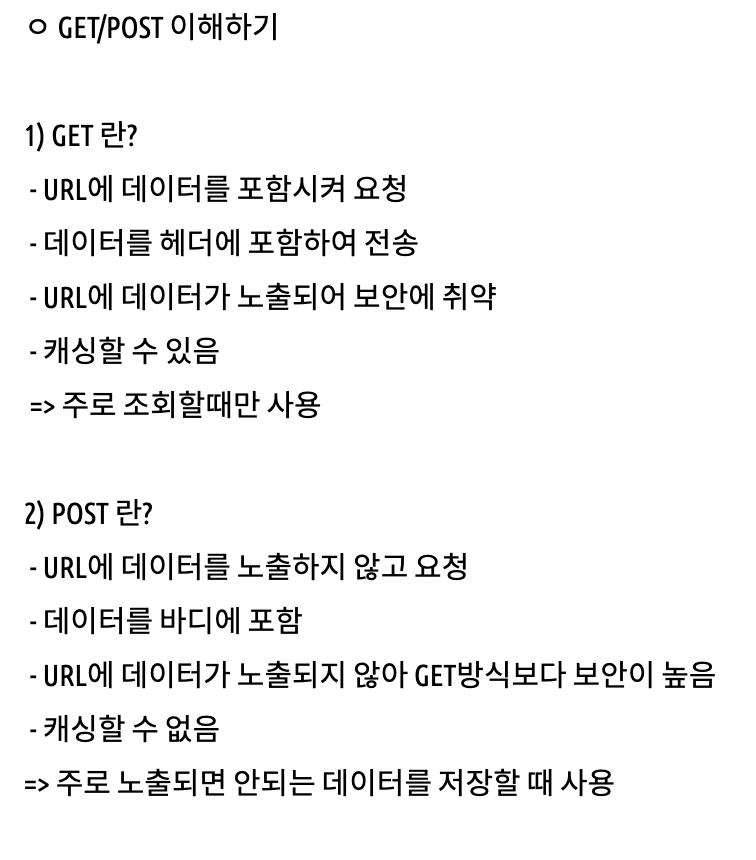 ㅇ GET/POST 이해하기
1) GET 란?
- URL에 데이터를 포함시켜 요청
- 데이터를 헤더에 포함하여 전송
- URL에 데이터가 노출되어 보안에 취약
- 캐싱할 수 있음
=> 주로 조회할때만 사용
2) POST 란?
- URL에 데이터를 노출하지 않고 요청
- 데이터를 바디에 포함
- URL에 데이터가 노출되지 않아 GET방식보다 보안이 높음
- 캐싱할 수 없음
=> 주로 노출되면 안되는 데이터를 저장할 때 사용